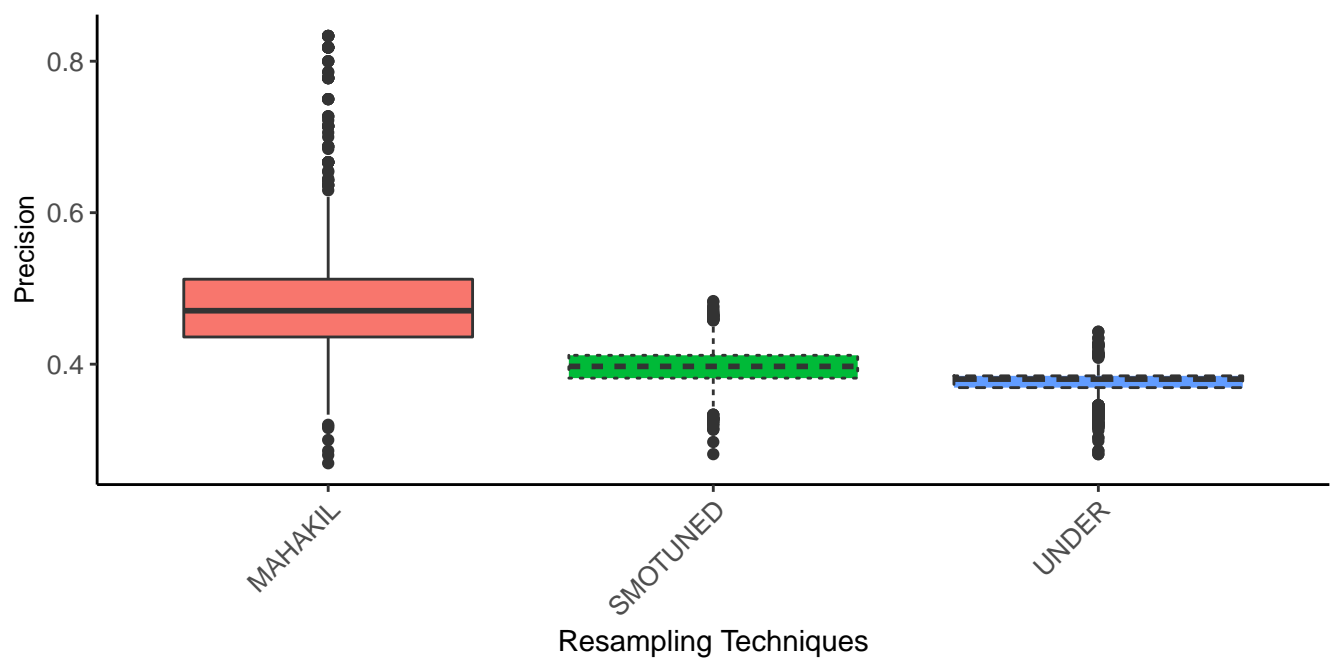 Precision
0.8
0.6
0.4
MAHAKIL
SMOTUNED
UNDER
Resampling Techniques